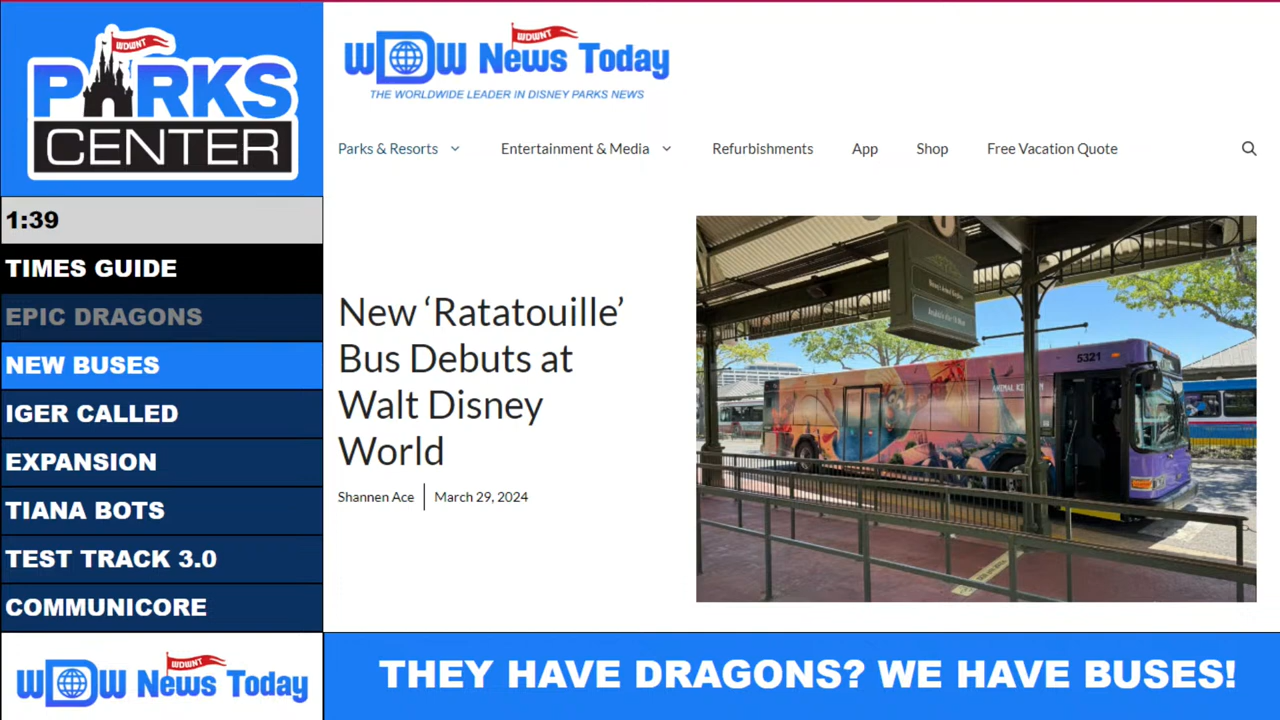 WDWNT
PARKS
CENTER
1:39
TIMES GUIDE
EPIC DRAGONS
NEW BUSES
IGER CALLED
EXPANSION
TIANA BOTS
TEST TRACK 3.0
COMMUNICORE
WDWNT
WDW News Today
WDWNT
WDW News Today
THE WORLDWIDE LEADER IN DISNEY PARKS NEWS
Parks & Resorts
Entertainment & Media
Refurbishments
App
Shop
Free Vacation Quote
New ‘Ratatouille’
Bus Debuts at
Walt Disney
World
Shannen Ace
March 29, 2024
5321
THEY HAVE DRAGONS? WE HAVE BUSES!